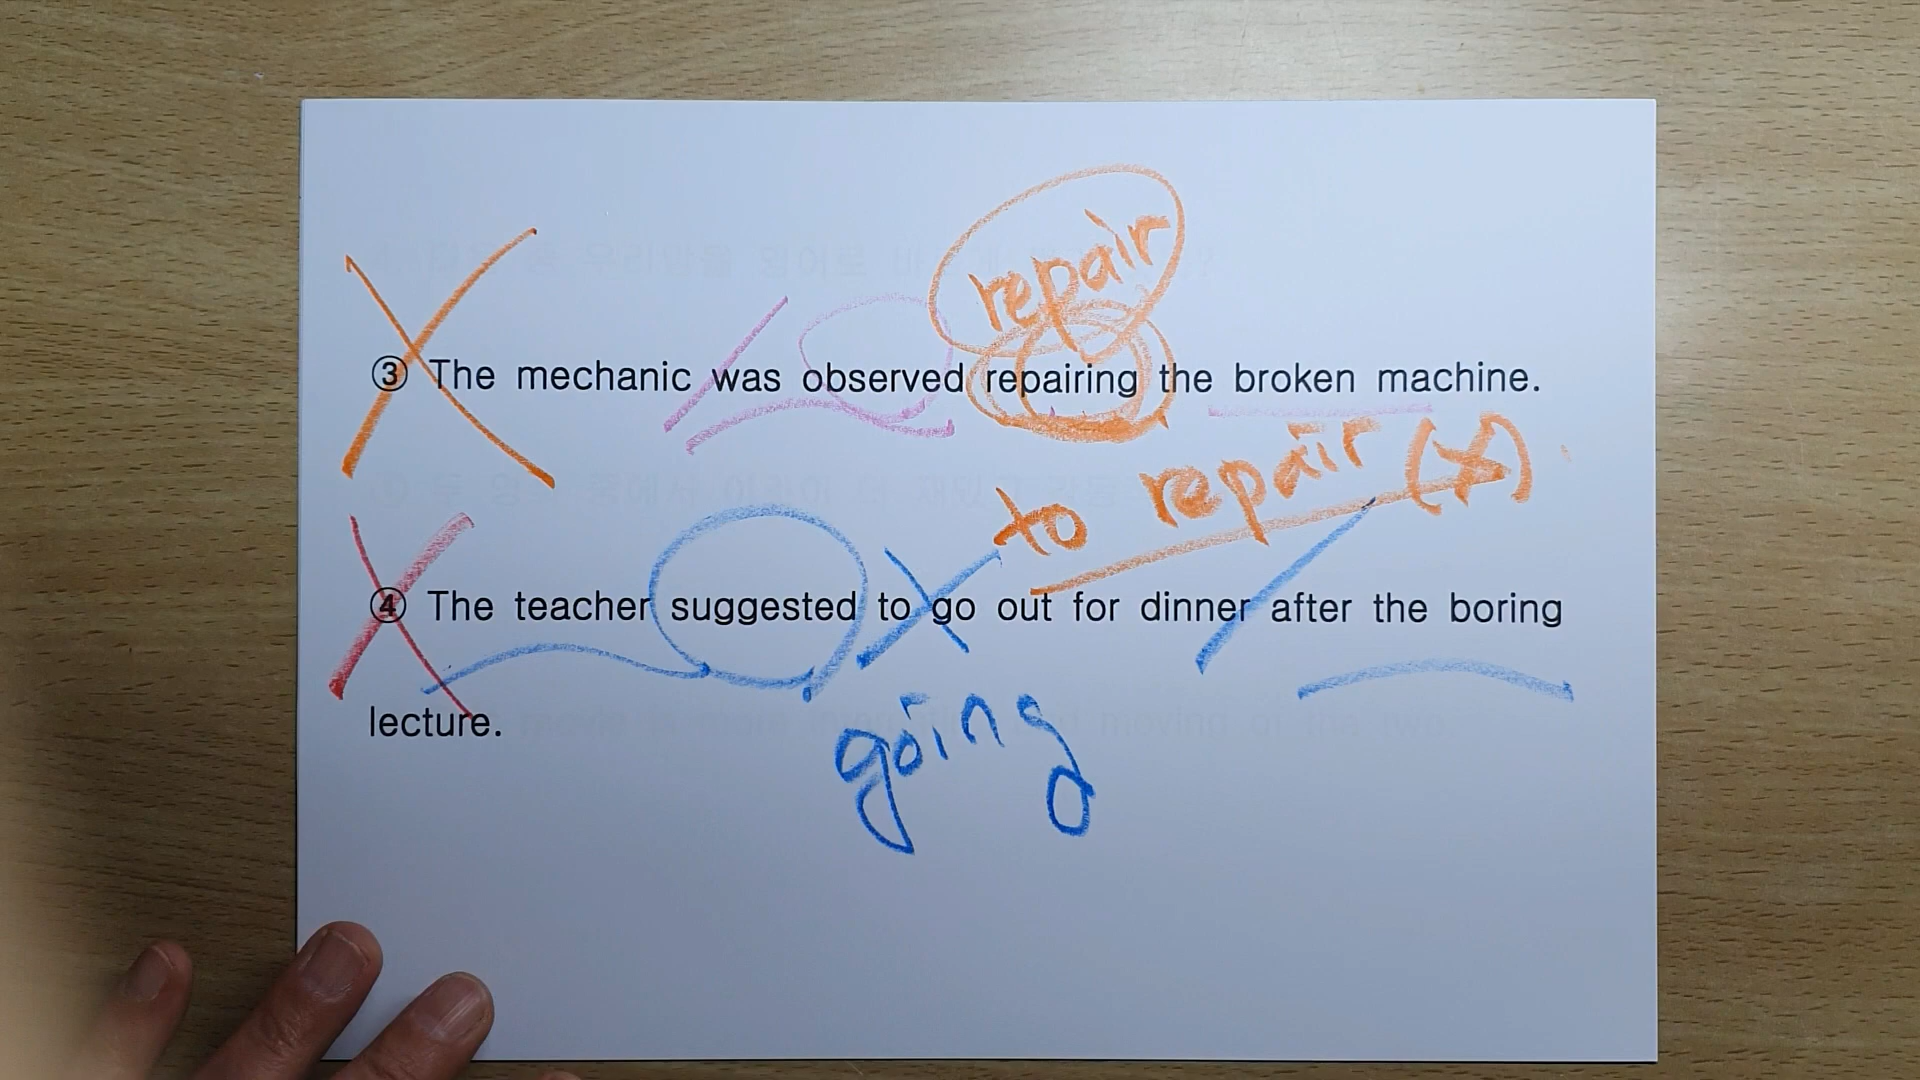 repair
③ The mechanic was observed repairing the broken machine.
to repair (X)
④ The teacher suggested to go out for dinner after the boring
lecture.
going